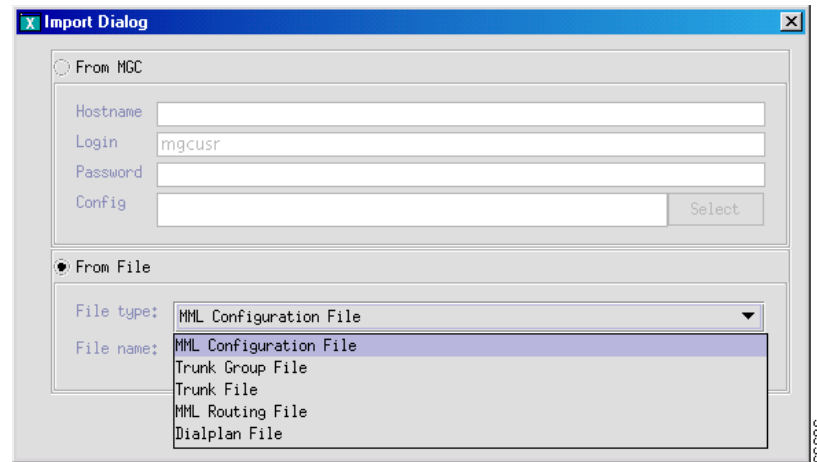 Import Dialog
From MGC
Hostname
Login mgcusr
Password
Config Select
From File
File type: MML Configuration File
File name: MML Configuration File
Trunk Group File
Trunk File
MML Routing File
Dialplan File